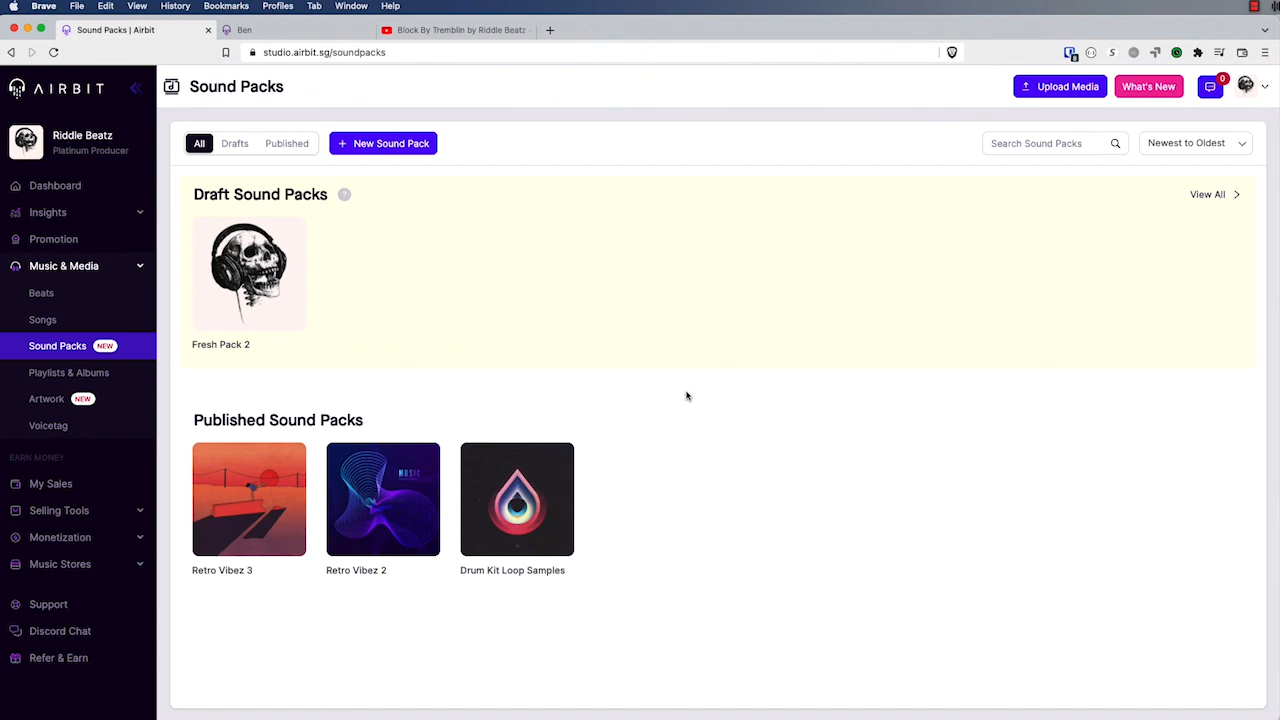 Brave File Edit View History Bookmarks Profiles Tab Window Help
Sound Packs | Airbit
Ben
Block By Tremblin by Riddle Beatz
studio.airbit.sg/soundpacks
AIRBIT
Sound Packs
Upload Media
What's New
0
Riddle Beatz
Platinum Producer
All
Drafts
Published
+ New Sound Pack
Search Sound Packs
Newest to Oldest
Dashboard
Insights
Promotion
Music & Media
Beats
Songs
Sound Packs NEW
Playlists & Albums
Artwork NEW
Voicetag
EARN MONEY
My Sales
Selling Tools
Monetization
Music Stores
Support
Discord Chat
Refer & Earn
Draft Sound Packs ?
View All
Fresh Pack 2
Published Sound Packs
MUSIC
Retro Vibez 3
Retro Vibez 2
Drum Kit Loop Samples